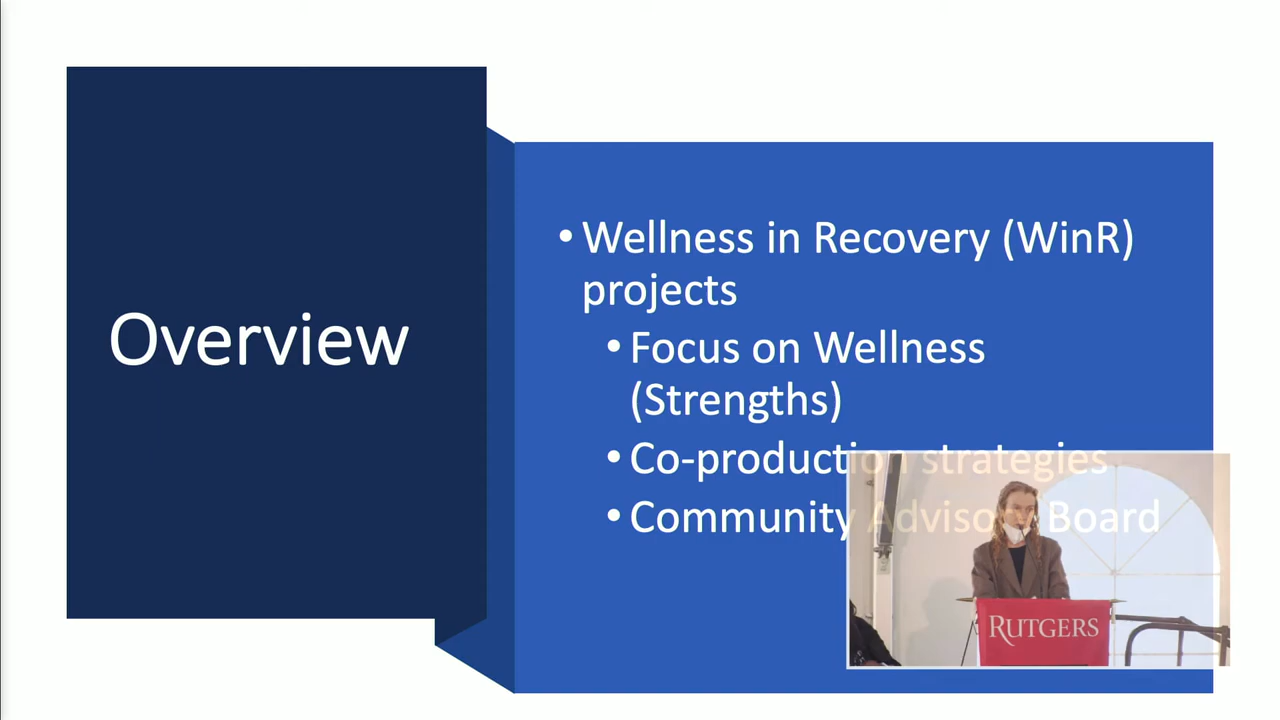 Overview
• Wellness in Recovery (WinR)
projects
• Focus on Wellness
(Strengths)
• Co-production strategies
• Community Advisory Board
RUTGERS